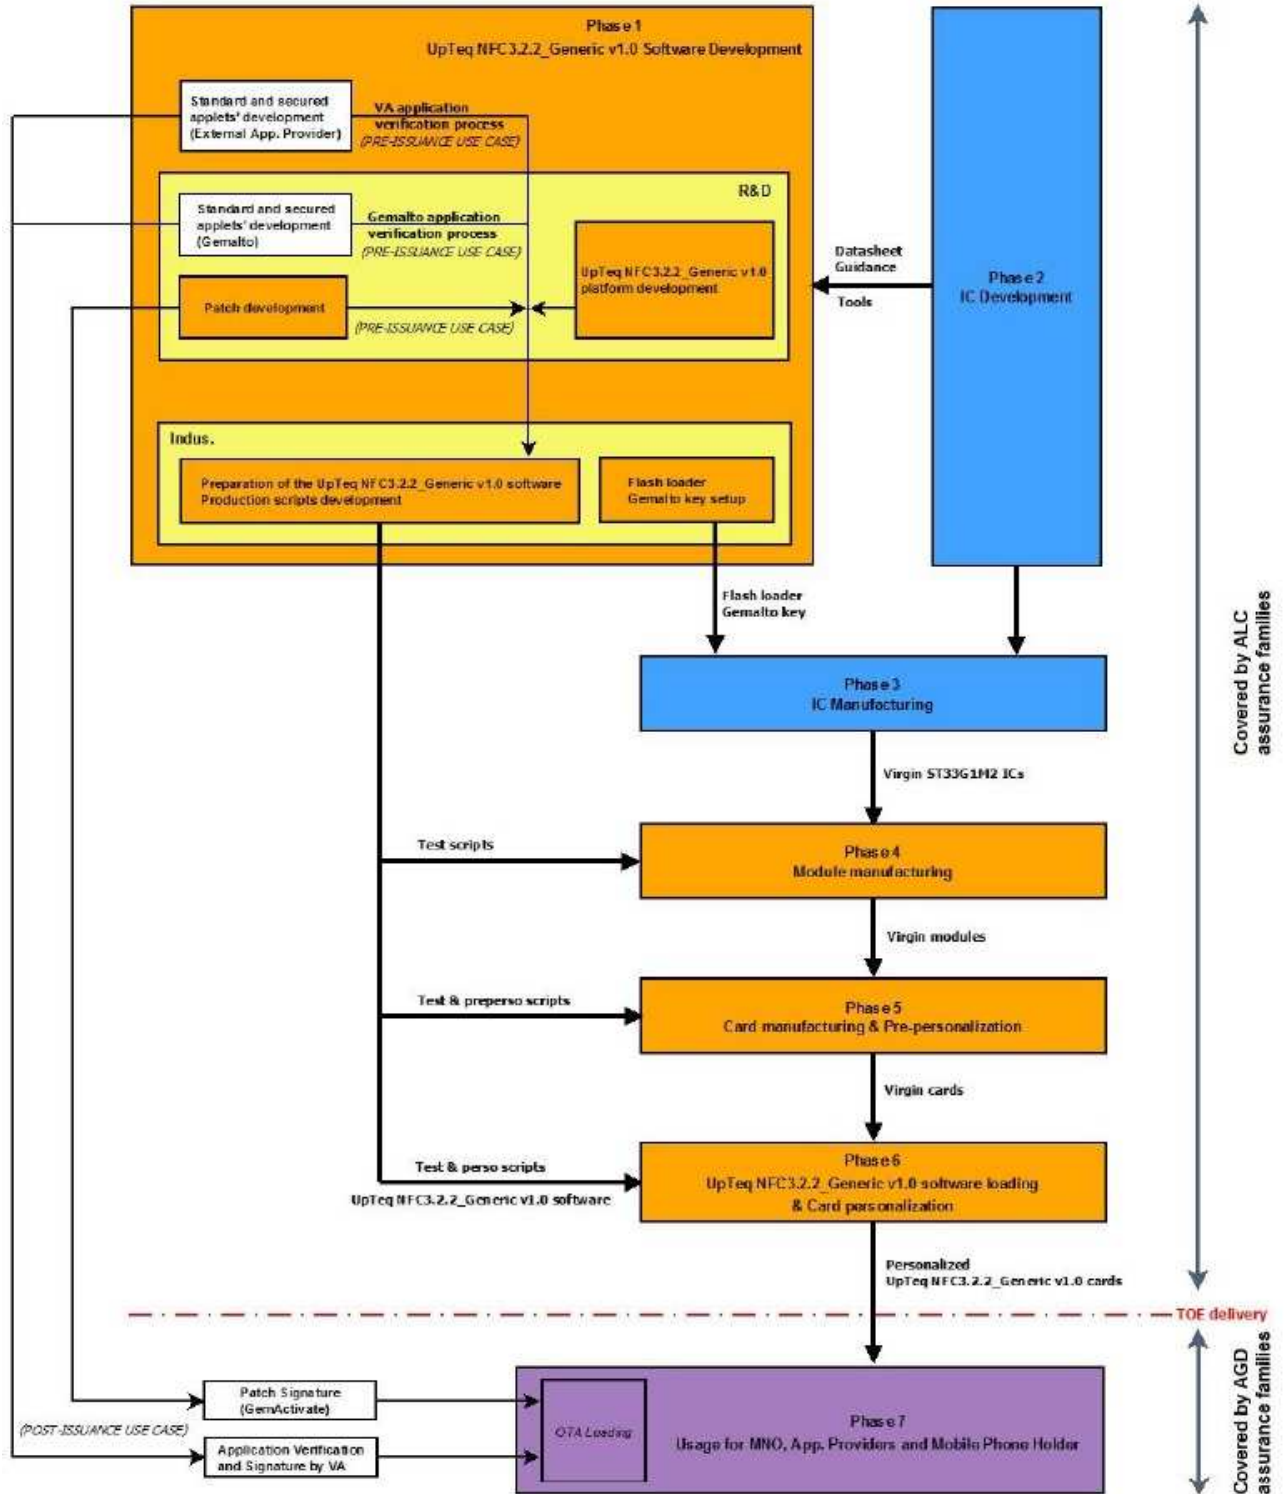 Phase 1
UpTeq NFC3.2.2_Generic v1.0 Software Development
Standard and secured
applets' development
(External App. Provider)
VA application
verification process
(PRE-ISSUANCE USE CASE)
R&D
Standard and secured
applets' development
(Gemalto)
Gemalto application
verification process
(PRE-ISSUANCE USE CASE)
UpTeq NFC3.2.2_Generic v1.0
platform development
Patch development
(PRE-ISSUANCE USE CASE)
Datasheet
Guidance
Tools
Phase 2
IC Development
Indus.
Preparation of the UpTeq NFC3.2.2_Generic v1.0 software
Production scripts development
Flash loader
Gemalto key setup
Flash loader
Gemalto key
Covered by ALC
assurance families
Phase 3
IC Manufacturing
Virgin ST33G1M2 ICs
Test scripts
Phase 4
Module manufacturing
Virgin modules
Test & preperso scripts
Phase 5
Card manufacturing & Pre-personalization
Virgin cards
Test & perso scripts
UpTeq NFC3.2.2_Generic v1.0 software
Phase 6
UpTeq NFC3.2.2_Generic v1.0 software loading
& Card personalization
Personalized
UpTeq NFC3.2.2_Generic v1.0 cards
TOE delivery
Patch Signature
(GemActivate)
(POST-ISSUANCE USE CASE)
Application Verification
and Signature by VA
OTA Loading
Phase 7
Usage for MNO, App. Providers and Mobile Phone Holder
Covered by AGD
assurance families